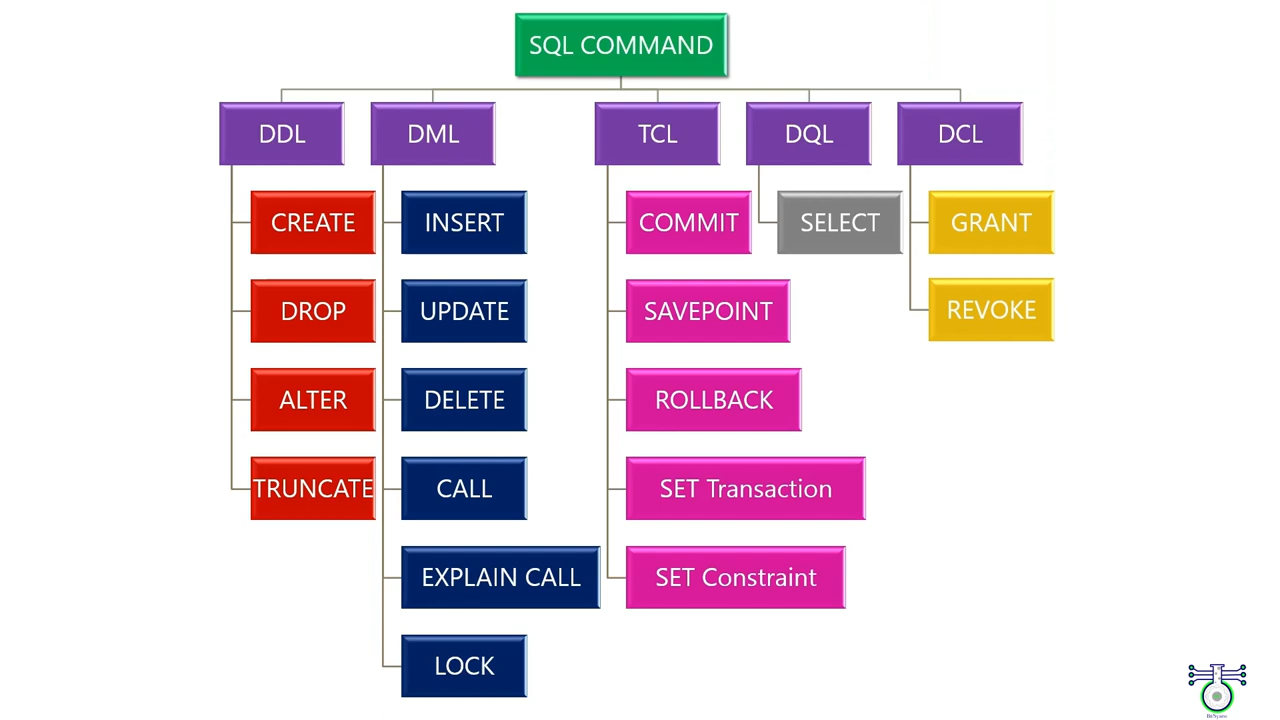 SQL COMMAND
DDL
DML
TCL
DQL
DCL
CREATE
INSERT
COMMIT
SELECT
GRANT
DROP
UPDATE
SAVEPOINT
REVOKE
ALTER
DELETE
ROLLBACK
TRUNCATE
CALL
SET Transaction
EXPLAIN CALL
SET Constraint
LOCK